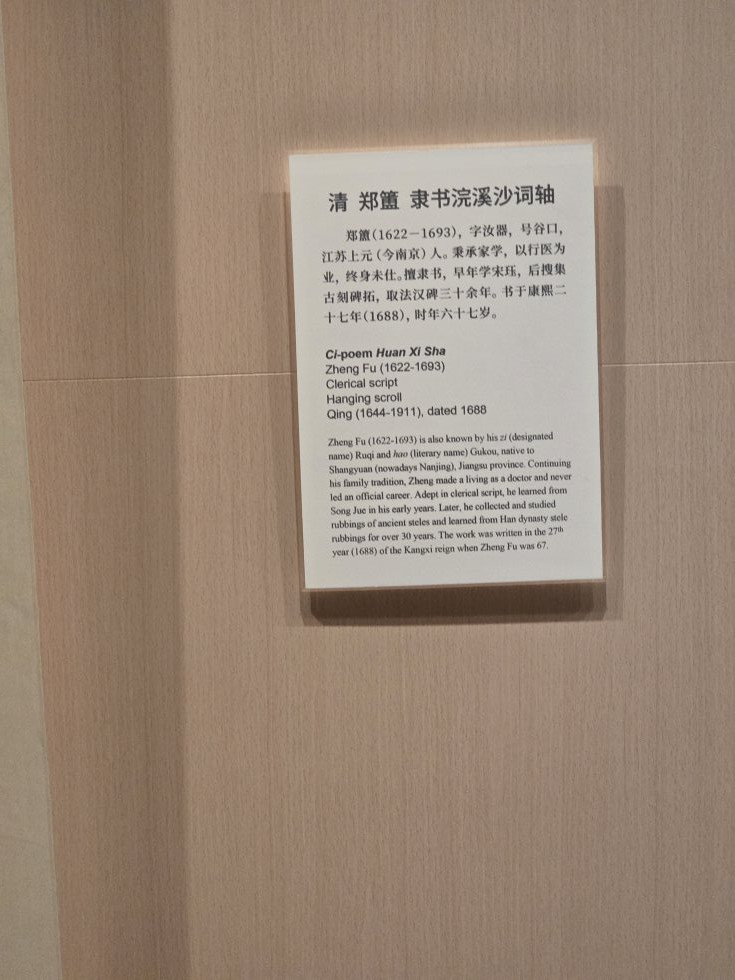 清 郑簠 隶书浣溪沙词轴
郑簠（1622－1693），字汝器，号谷口，
江苏上元（今南京）人。秉承家学，以行医为
业，终身未仕。擅隶书，早年学宋珏，后搜集
古刻碑拓，取法汉碑三十余年。书于康熙二
十七年（1688），时年六十七岁。
Ci-poem Huan Xi Sha
Zheng Fu (1622-1693)
Clerical script
Hanging scroll
Qing (1644-1911), dated 1688
Zheng Fu (1622-1693) is also known by his zi (designated
name) Ruqi and hao (literary name) Gukou, native to
Shangyuan (nowadays Nanjing), Jiangsu province. Continuing
his family tradition, Zheng made a living as a doctor and never
led an official career. Adept in clerical script, he learned from
Song Jue in his early years. Later, he collected and studied
rubbings of ancient steles and learned from Han dynasty stele
rubbings for over 30 years. The work was written in the 27th
year (1688) of the Kangxi reign when Zheng Fu was 67.